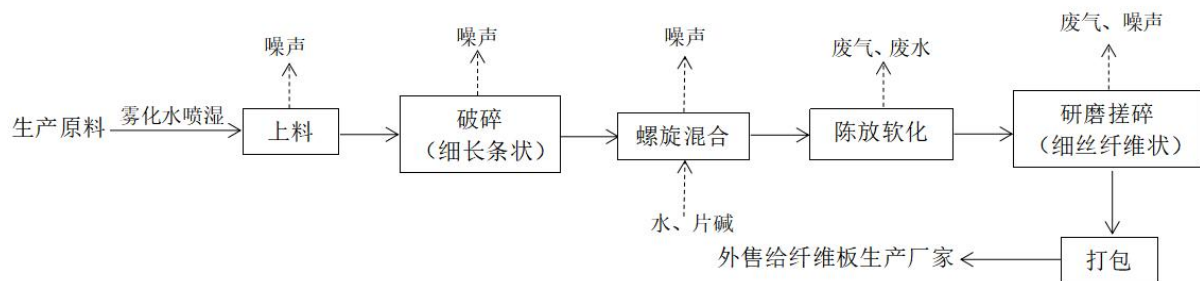 噪声
噪声
噪声
废气、废水
废气、噪声
生产原料
雾化水喷湿
上料
破碎
（细长条状）
螺旋混合
陈放软化
研磨搓碎
（细丝纤维状）
水、片碱
外售给纤维板生产厂家
打包